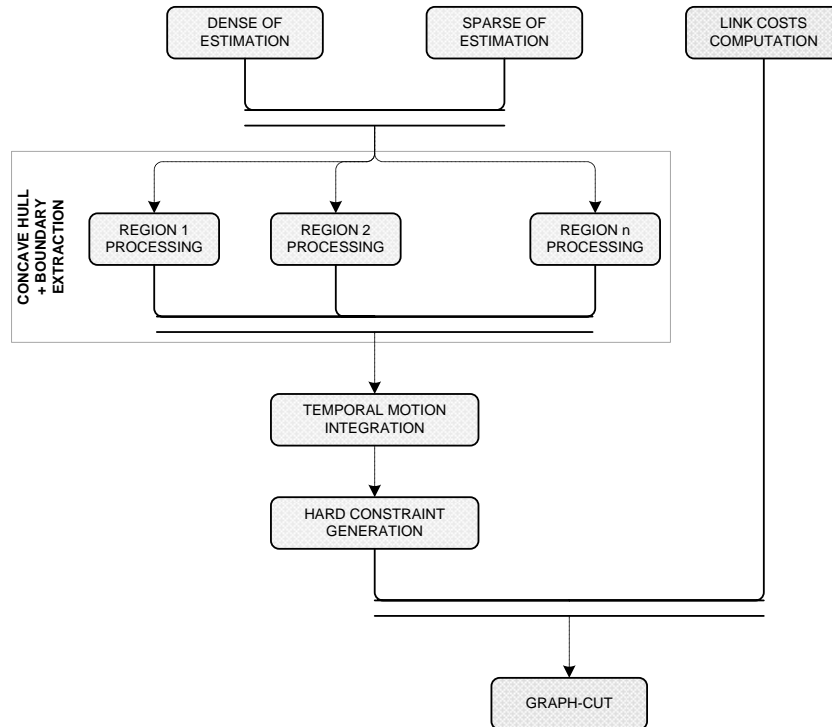 DENSE OF
ESTIMATION
SPARSE OF
ESTIMATION
LINK COSTS
COMPUTATION
CONCAVE HULL
+ BOUNDARY
EXTRACTION
REGION 1
PROCESSING
REGION 2
PROCESSING
REGION n
PROCESSING
TEMPORAL MOTION
INTEGRATION
HARD CONSTRAINT
GENERATION
GRAPH-CUT